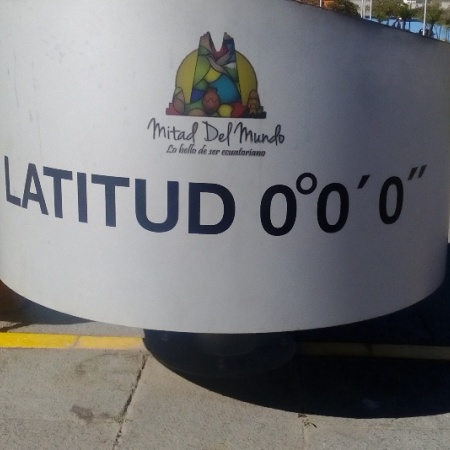 Mitad Del Mundo
Lo bello de ser ecuatoriano
LATITUD 0°0´0"